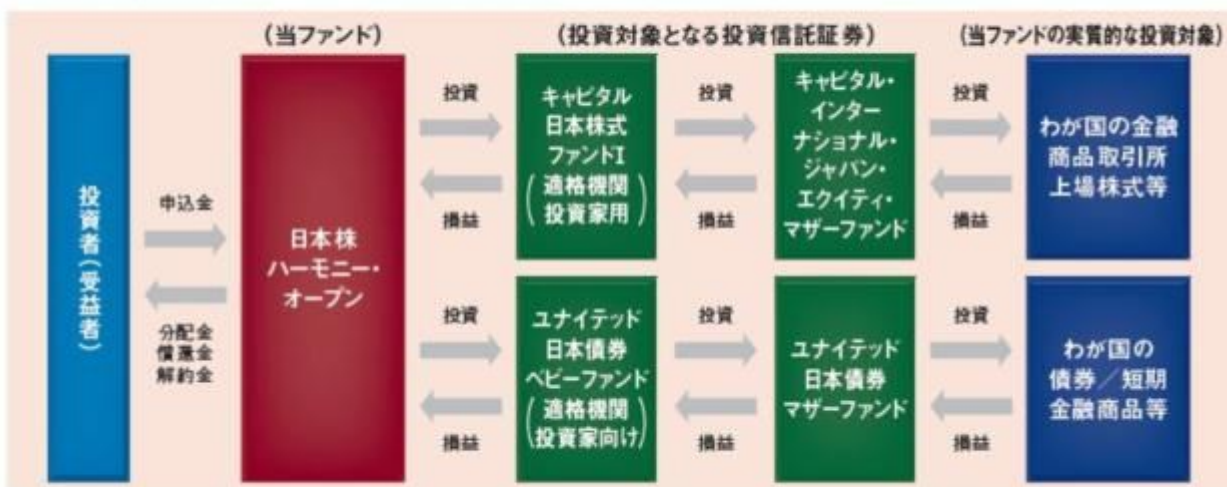 (当ファンド)
(投資対象となる投資信託証券)
(当ファンドの実質的な投資対象)
投資者(受益者)
申込金
分配金
償還金
解約金
日本株
ハーモニー・
オープン
投資
損益
キャピタル
日本株式
ファンドI
(適格機関
投資家用)
投資
損益
キャピタル・
インター
ナショナル・
ジャパン・
エクイティ・
マザーファンド
投資
損益
わが国の金融
商品取引所
上場株式等
投資
損益
ユナイテッド
日本債券
ベビーファンド
(適格機関
投資家向け)
投資
損益
ユナイテッド
日本債券
マザーファンド
投資
損益
わが国の
債券/短期
金融商品等